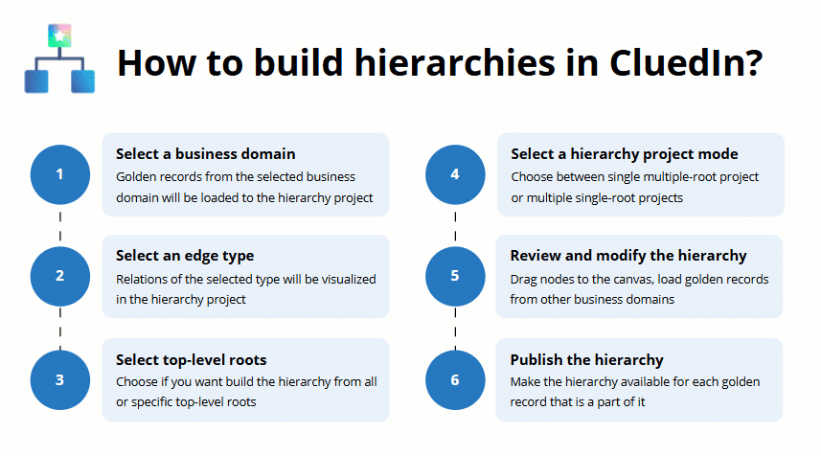 How to build hierarchies in CluedIn?
1
Select a business domain
Golden records from the selected business
domain will be loaded to the hierarchy project
2
Select an edge type
Relations of the selected type will be visualized
in the hierarchy project
3
Select top-level roots
Choose if you want build the hierarchy from all
or specific top-level roots
4
Select a hierarchy project mode
Choose between single multiple-root project
or multiple single-root projects
5
Review and modify the hierarchy
Drag nodes to the canvas, load golden records
from other business domains
6
Publish the hierarchy
Make the hierarchy available for each golden
record that is a part of it